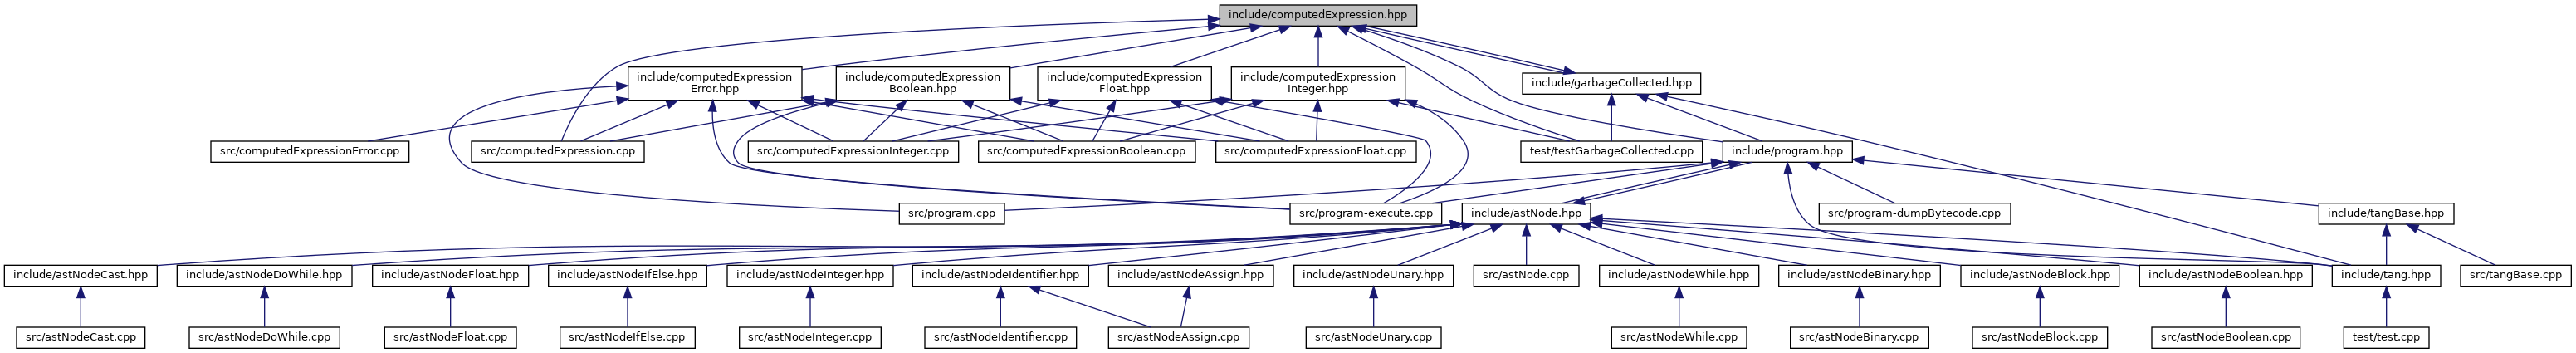 include/computedExpression.hpp
include/computedExpression
Error.hpp
include/computedExpression
Boolean.hpp
include/computedExpression
Float.hpp
include/computedExpression
Integer.hpp
include/garbageCollected.hpp
src/computedExpressionError.cpp
src/computedExpression.cpp
src/computedExpressionInteger.cpp
src/computedExpressionBoolean.cpp
src/computedExpressionFloat.cpp
test/testGarbageCollected.cpp
include/program.hpp
src/program.cpp
src/program-execute.cpp
include/astNode.hpp
src/program-dumpBytecode.cpp
include/tangBase.hpp
include/astNodeCast.hpp
include/astNodeDoWhile.hpp
include/astNodeFloat.hpp
include/astNodeIfElse.hpp
include/astNodeInteger.hpp
include/astNodeIdentifier.hpp
include/astNodeAssign.hpp
include/astNodeUnary.hpp
src/astNode.cpp
include/astNodeWhile.hpp
include/astNodeBinary.hpp
include/astNodeBlock.hpp
include/astNodeBoolean.hpp
include/tang.hpp
src/tangBase.cpp
src/astNodeCast.cpp
src/astNodeDoWhile.cpp
src/astNodeFloat.cpp
src/astNodeIfElse.cpp
src/astNodeInteger.cpp
src/astNodeIdentifier.cpp
src/astNodeAssign.cpp
src/astNodeUnary.cpp
src/astNodeWhile.cpp
src/astNodeBinary.cpp
src/astNodeBlock.cpp
src/astNodeBoolean.cpp
test/test.cpp